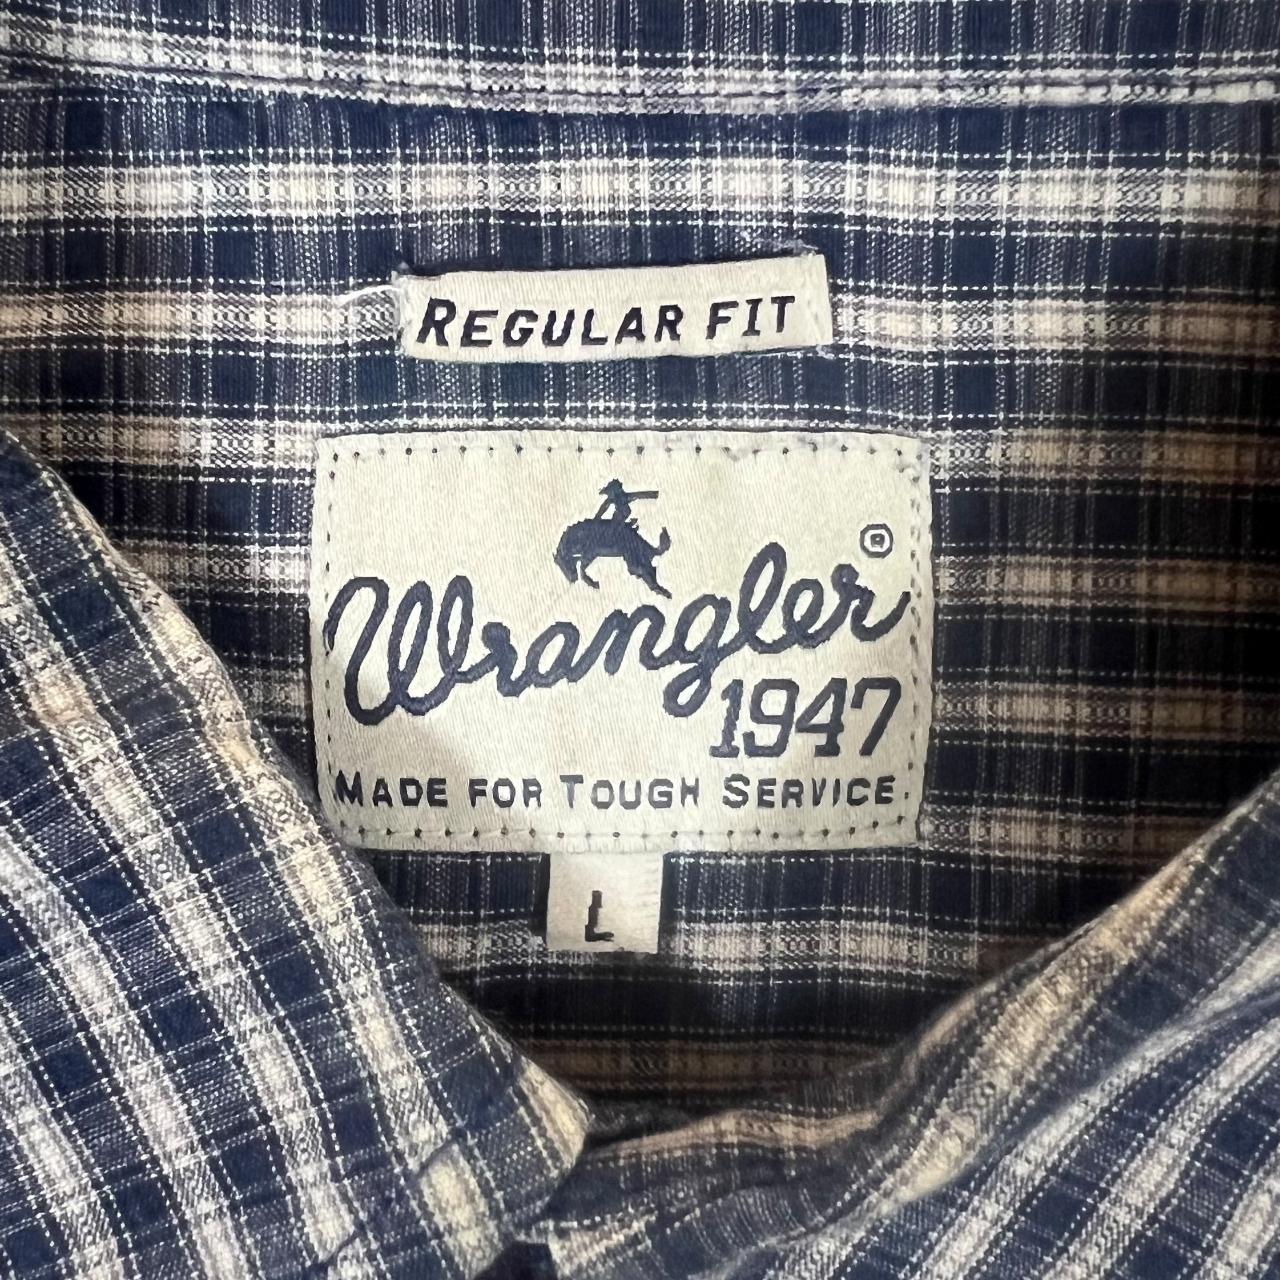 REGULAR FIT
Wrangler®
1947
MADE FOR TOUGH SERVICE.
L